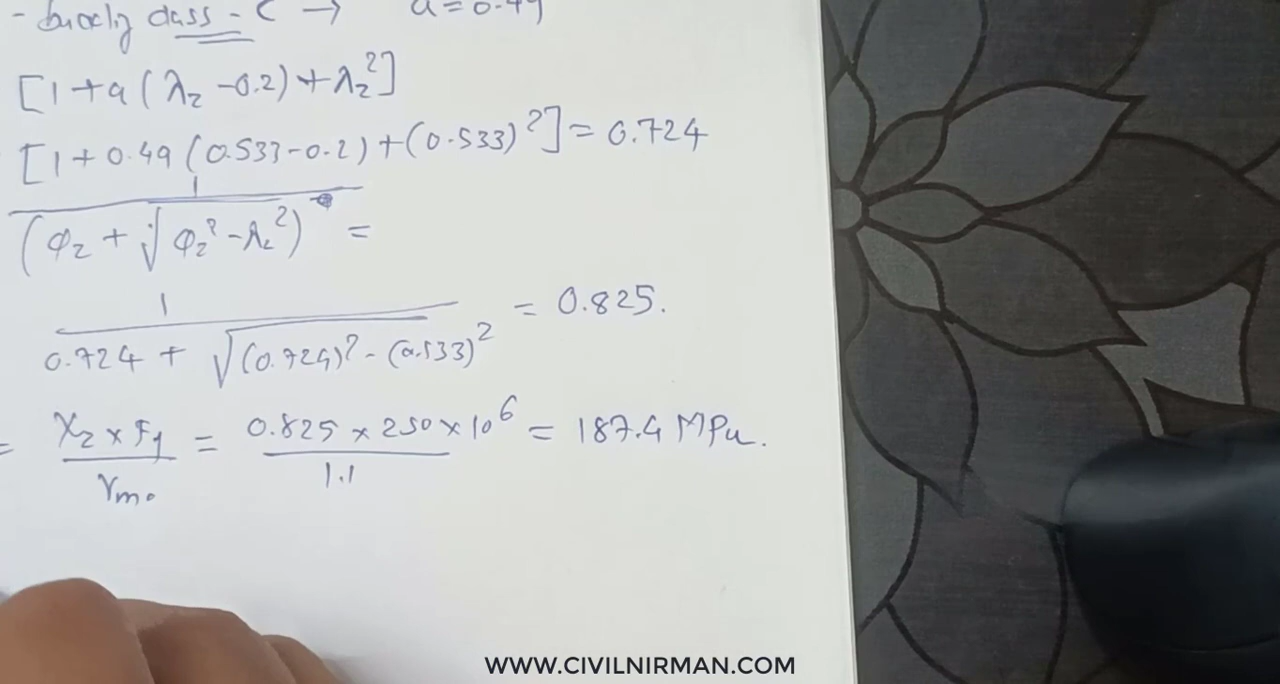 - buckling class - C → a = 0.49
[1 + a (λz - 0.2) + λz²]
[1 + 0.49 (0.533 - 0.2) + (0.533)²] = 0.724
1
(φz + √φz² - λz²) =
1
0.724 + √(0.724)² - (0.533)² = 0.825.
= χz × Fy / γm0 = 0.825 × 250 × 10⁶ / 1.1 = 187.4 MPa.
WWW.CIVILNIRMAN.COM